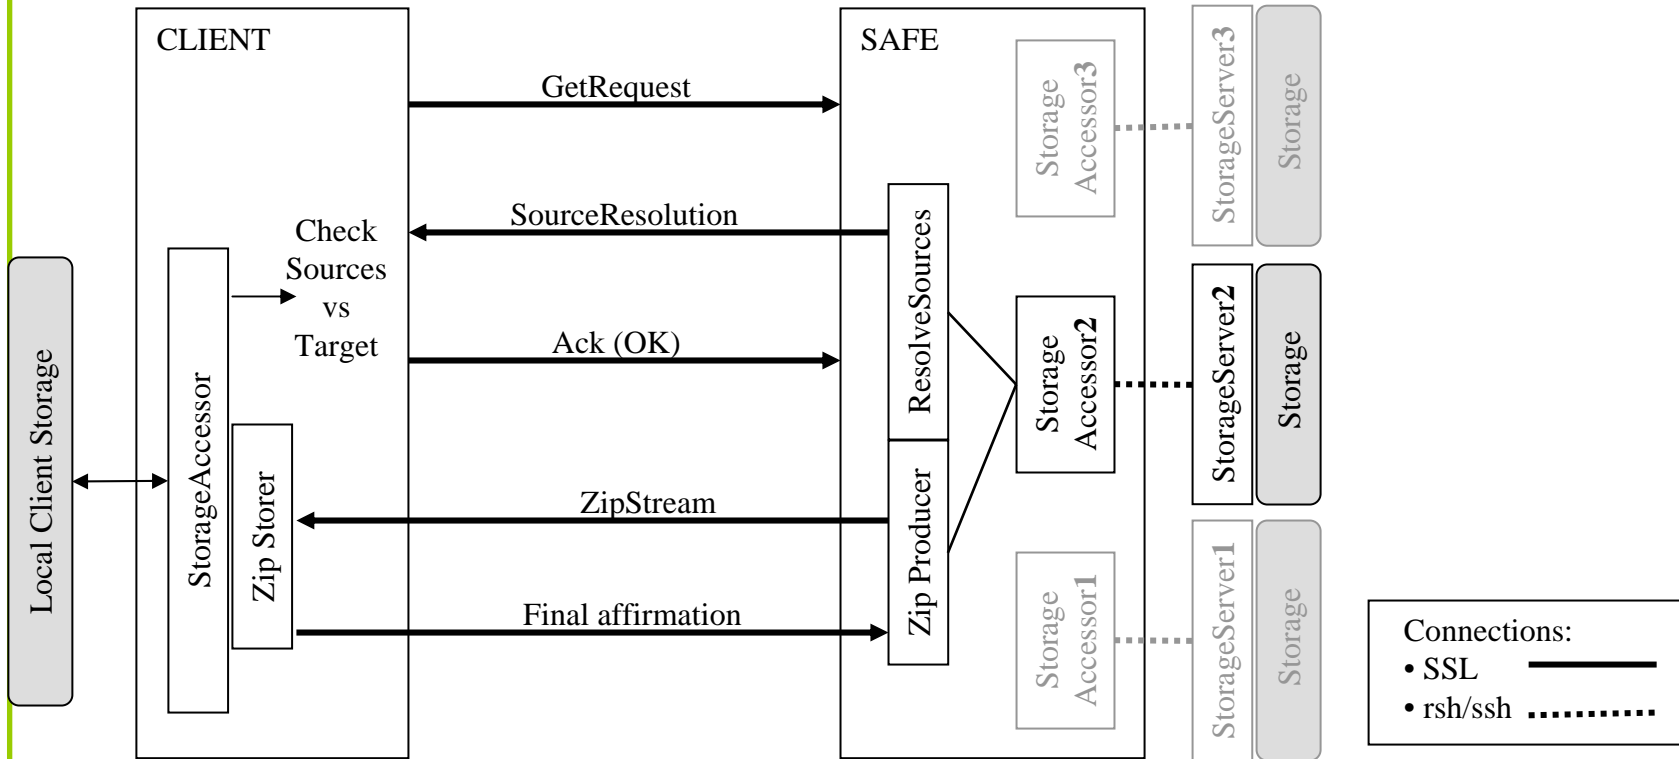 CLIENT
SAFE
GetRequest
Storage
Accessor3
StorageServer3
Storage
SourceResolution
Check
Sources
vs
Target
ResolveSources
Ack (OK)
Local Client Storage
StorageAccessor
Storage
Accessor2
StorageServer2
Storage
Zip Storer
ZipStream
Zip Producer
Final affirmation
Storage
Accessor1
StorageServer1
Storage
Connections:
• SSL
• rsh/ssh